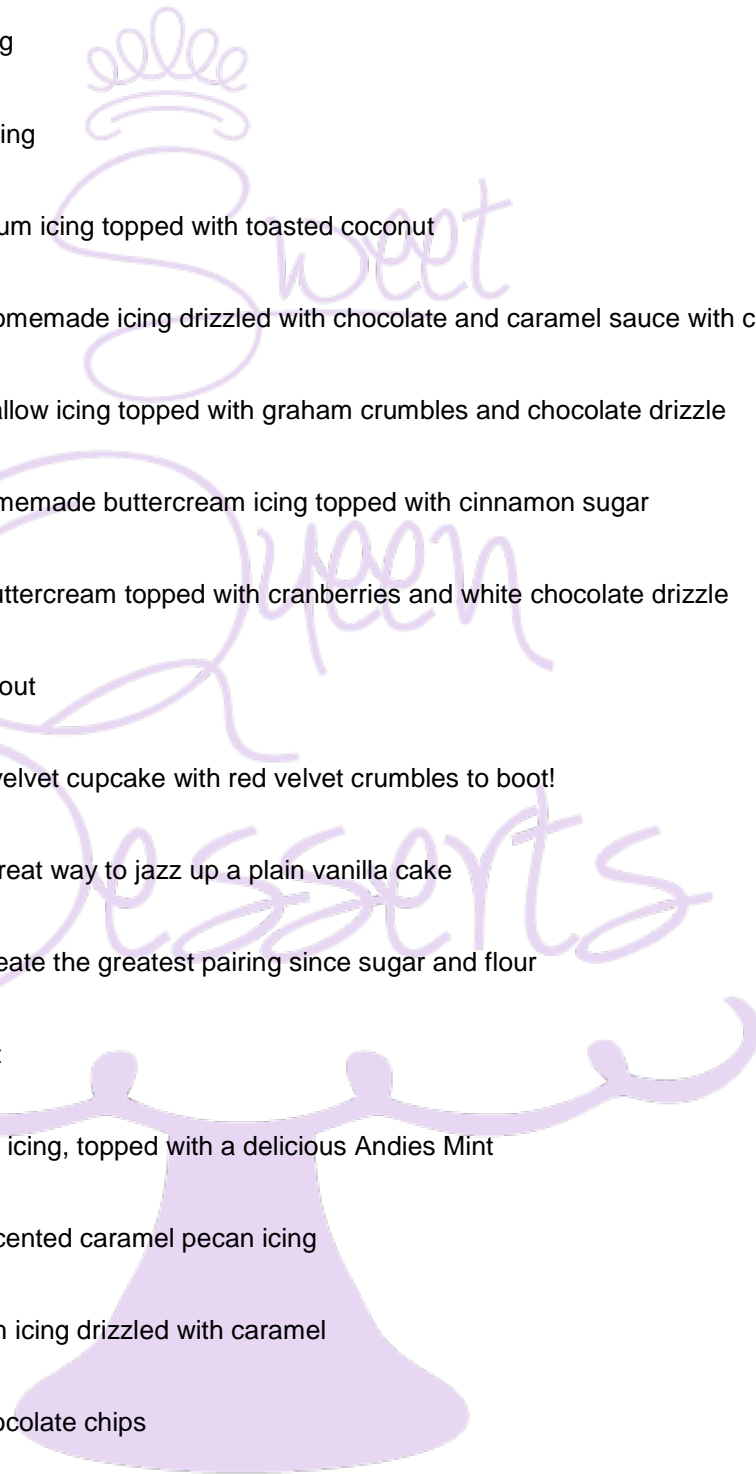 g
ing
um icing topped with toasted coconut
omemade icing drizzled with chocolate and caramel sauce with c
allow icing topped with graham crumbles and chocolate drizzle
memade buttercream icing topped with cinnamon sugar
uttercream topped with cranberries and white chocolate drizzle
out
velvet cupcake with red velvet crumbles to boot!
reat way to jazz up a plain vanilla cake
eate the greatest pairing since sugar and flour
icing, topped with a delicious Andies Mint
cented caramel pecan icing
n icing drizzled with caramel
ocolate chips
Sweet
Queen
Desserts